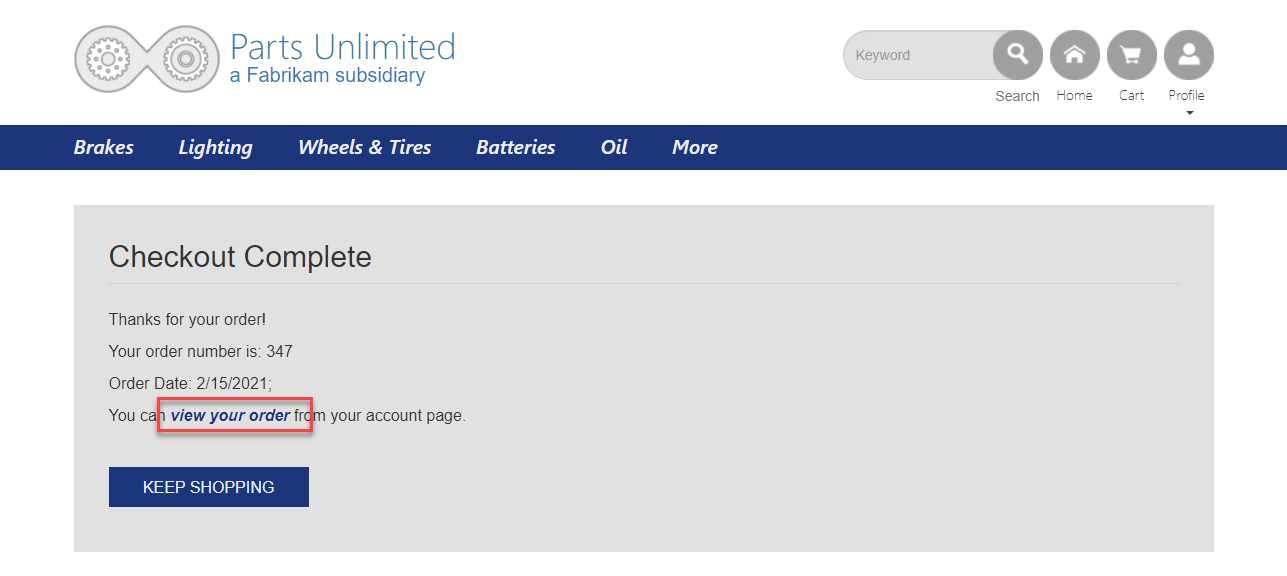 Parts Unlimited
a Fabrikam subsidiary
Keyword
Search Home Cart Profile
Brakes Lighting Wheels & Tires Batteries Oil More
Checkout Complete
Thanks for your order!
Your order number is: 347
Order Date: 2/15/2021;
You can view your order from your account page.
KEEP SHOPPING